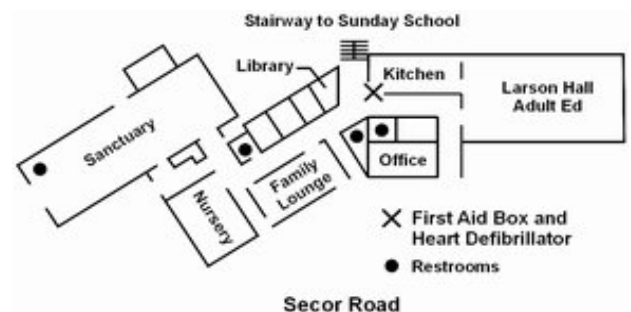 Stairway to Sunday School
Library
Kitchen
Larson Hall
Adult Ed
Sanctuary
Nursery
Family
Lounge
Office
First Aid Box and
Heart Defibrillator
Restrooms
Secor Road